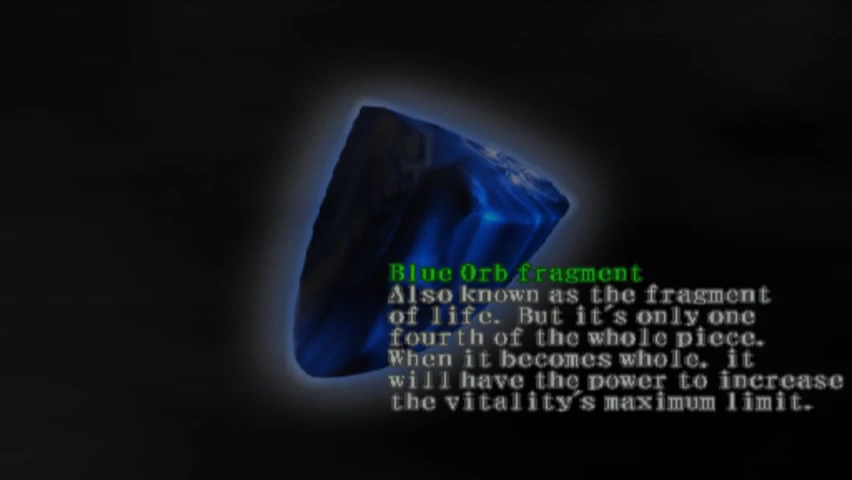 Blue Orb fragment
Also known as the fragment
of life. But it's only one
fourth of the whole piece.
When it becomes whole, it
will have the power to increase
the vitality's maximum limit.